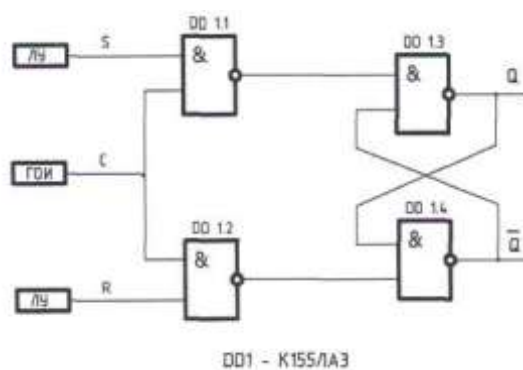 DD 1.1
DD 1.3
ЛУ
S
&
&
Q
ГОИ
C
DD 1.2
DD 1.4
&
&
Q̅
ЛУ
R
DD1 - К155ЛА3